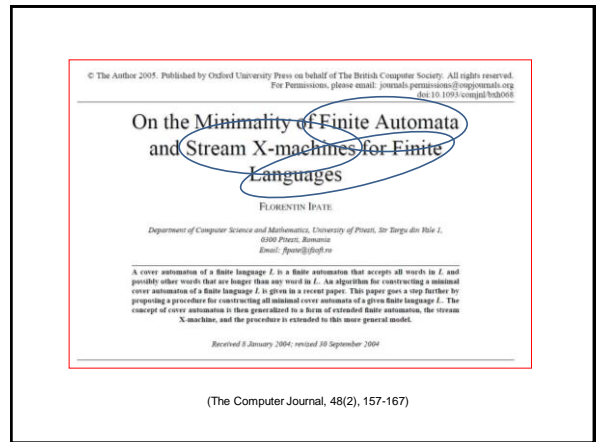 © The Author 2005. Published by Oxford University Press on behalf of The British Computer Society. All rights reserved.
For Permissions, please email: journals.permissions@oupjournals.org
doi:10.1093/comjnl/bxh068
On the Minimality of Finite Automata
and Stream X-machines for Finite
Languages
FLORENTIN IPATE
Department of Computer Science and Mathematics, University of Pitesti, Str Targu din Vale 1,
0300 Pitesti, Romania
Email: fipate@ifsoft.ro
A cover automaton of a finite language L is a finite automaton that accepts all words in L and
possibly other words that are longer than any word in L. An algorithm for constructing a minimal
cover automaton of a finite language L is given in a recent paper. This paper goes a step further by
proposing a procedure for constructing all minimal cover automata of a given finite language L. The
concept of cover automaton is then generalized to a form of extended finite automaton, the stream
X-machine, and the procedure is extended to this more general model.
Received 8 January 2004; revised 30 September 2004
(The Computer Journal, 48(2), 157-167)